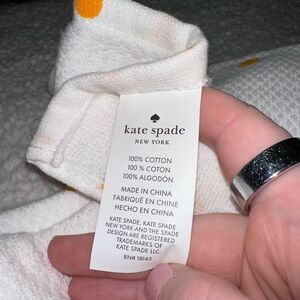 kate spade
NEW YORK
100% COTTON
100 % COTON
100% ALGODÓN
MADE IN CHINA
FABRIQUÉ EN CHINE
HECHO EN CHINA
KATE SPADE, KATE SPADE
NEW YORK AND THE SPADE
DESIGN ARE REGISTERED
TRADEMARKS OF
KATE SPADE LLC.
RN# 18143